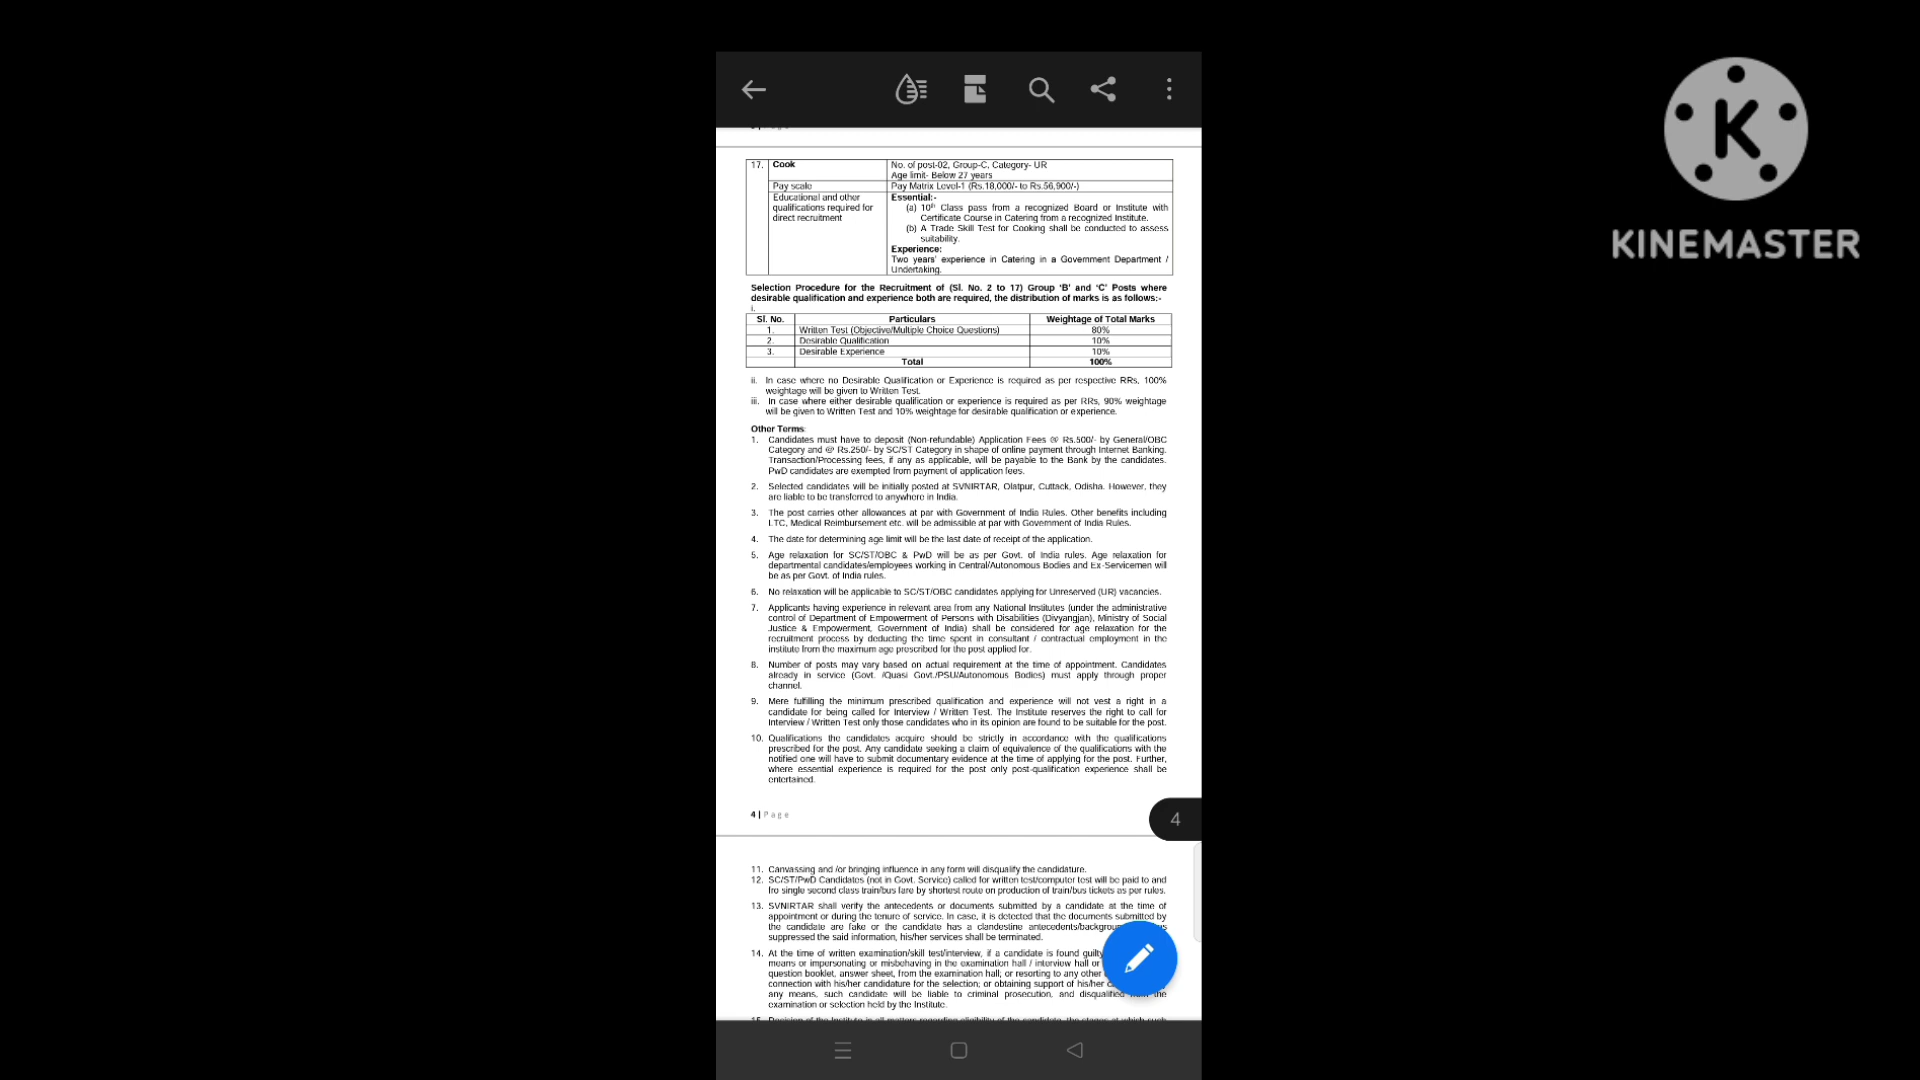 17. Cook No. of post-02, Group-C, Category- UR
Age limit- Below 27 years
Pay scale Pay Matrix Level-1 (Rs.18,000/- to Rs.56,900/-)
Educational and other Essential:-
qualifications required for (a) 10th Class pass from a recognized Board or Institute with
direct recruitment Certificate Course in Catering from a recognized Institute.
(b) A Trade Skill Test for Cooking shall be conducted to assess
suitability.
Experience:
Two years' experience in Catering in a Government Department /
Undertaking.
Selection Procedure for the Recruitment of (Sl. No. 2 to 17) Group 'B' and 'C' Posts where
desirable qualification and experience both are required, the distribution of marks is as follows:-
i.
Sl. No. Particulars Weightage of Total Marks
1. Written Test (Objective/Multiple Choice Questions) 80%
2. Desirable Qualification 10%
3. Desirable Experience 10%
Total 100%
ii. In case where no Desirable Qualification or Experience is required as per respective RRs, 100%
weightage will be given to Written Test.
iii. In case where either desirable qualification or experience is required as per RRs, 90% weightage
will be given to Written Test and 10% weightage for desirable qualification or experience.
Other Terms:
1. Candidates must have to deposit (Non-refundable) Application Fees @ Rs.500/- by General/OBC
Category and @ Rs.250/- by SC/ST Category in shape of online payment through Internet Banking.
Transaction/Processing fees, if any as applicable, will be payable to the Bank by the candidates.
PwD candidates are exempted from payment of application fees.
2. Selected candidates will be initially posted at SVNIRTAR, Olatpur, Cuttack, Odisha. However, they
are liable to be transferred to anywhere in India.
3. The post carries other allowances at par with Government of India Rules. Other benefits including
LTC, Medical Reimbursement etc. will be admissible at par with Government of India Rules.
4. The date for determining age limit will be the last date of receipt of the application.
5. Age relaxation for SC/ST/OBC & PwD will be as per Govt. of India rules. Age relaxation for
departmental candidates/employees working in Central/Autonomous Bodies and Ex-Servicemen will
be as per Govt. of India rules.
6. No relaxation will be applicable to SC/ST/OBC candidates applying for Unreserved (UR) vacancies.
7. Applicants having experience in relevant area from any National Institutes (under the administrative
control of Department of Empowerment of Persons with Disabilities (Divyangjan), Ministry of Social
Justice & Empowerment, Government of India) shall be considered for age relaxation for the
recruitment process by deducting the time spent in consultant / contractual employment in the
institute from the maximum age prescribed for the post applied for.
8. Number of posts may vary based on actual requirement at the time of appointment. Candidates
already in service (Govt. /Quasi Govt./PSU/Autonomous Bodies) must apply through proper
channel.
9. Mere fulfilling the minimum prescribed qualification and experience will not vest a right in a
candidate for being called for Interview / Written Test. The Institute reserves the right to call for
Interview / Written Test only those candidates who in its opinion are found to be suitable for the post.
10. Qualifications the candidates acquire should be strictly in accordance with the qualifications
prescribed for the post. Any candidate seeking a claim of equivalence of the qualifications with the
notified one will have to submit documentary evidence at the time of applying for the post. Further,
where essential experience is required for the post only post-qualification experience shall be
entertained.
4 | Page
4
11. Canvassing and /or bringing influence in any form will disqualify the candidature.
12. SC/ST/PwD Candidates (not in Govt. Service) called for written test/computer test will be paid to and
fro single second class train/bus fare by shortest route on production of train/bus tickets as per rules.
13. SVNIRTAR shall verify the antecedents or documents submitted by a candidate at the time of
appointment or during the tenure of service. In case, it is detected that the documents submitted by
the candidate are fake or the candidate has a clandestine antecedents/background
suppressed the said information, his/her services shall be terminated.
14. At the time of written examination/skill test/interview, if a candidate is found guilty
means or impersonating or misbehaving in the examination hall / interview hall or
question booklet, answer sheet, from the examination hall; or resorting to any other
connection with his/her candidature for the selection; or obtaining support of his/her
any means, such candidate will be liable to criminal prosecution, and disqualified the
examination or selection held by the Institute.
K
KINEMASTER